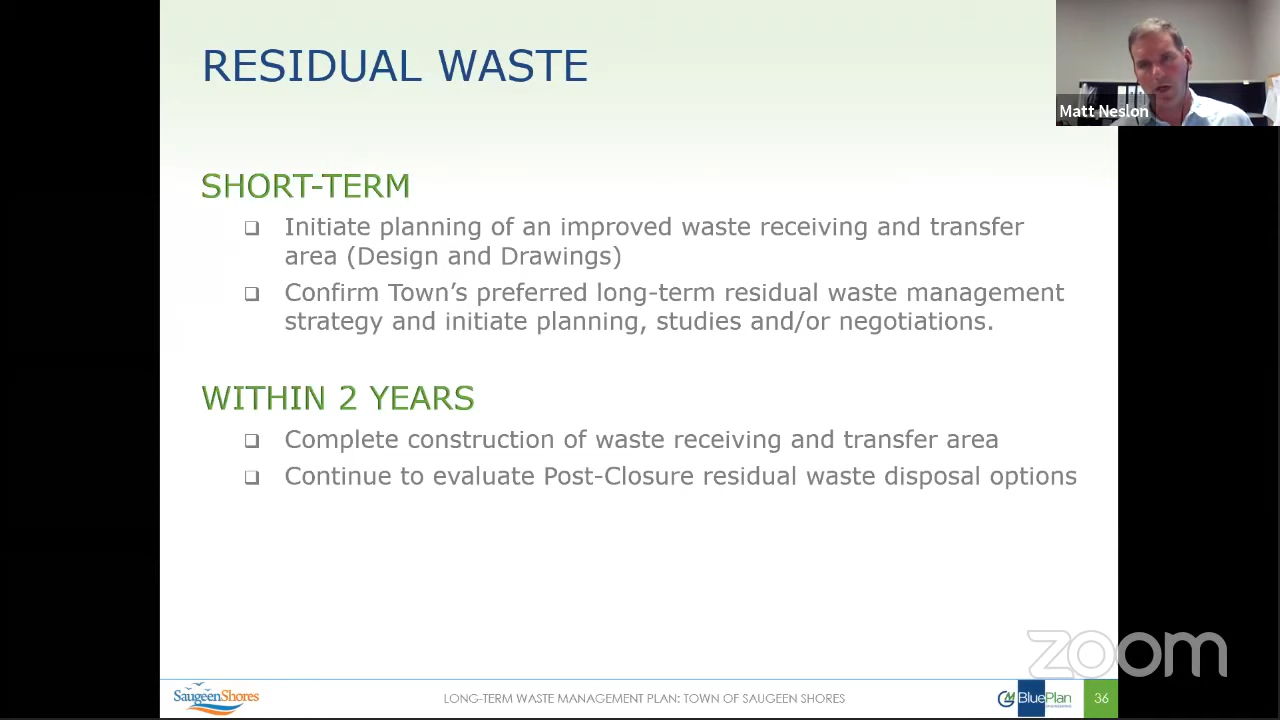 RESIDUAL WASTE
Matt Neslon
SHORT-TERM
Initiate planning of an improved waste receiving and transfer
area (Design and Drawings)
Confirm Town's preferred long-term residual waste management
strategy and initiate planning, studies and/or negotiations.
WITHIN 2 YEARS
Complete construction of waste receiving and transfer area
Continue to evaluate Post-Closure residual waste disposal options
zoom
SaugeenShores
LONG-TERM WASTE MANAGEMENT PLAN: TOWN OF SAUGEEN SHORES
GM BluePlan
ENGINEERING
36